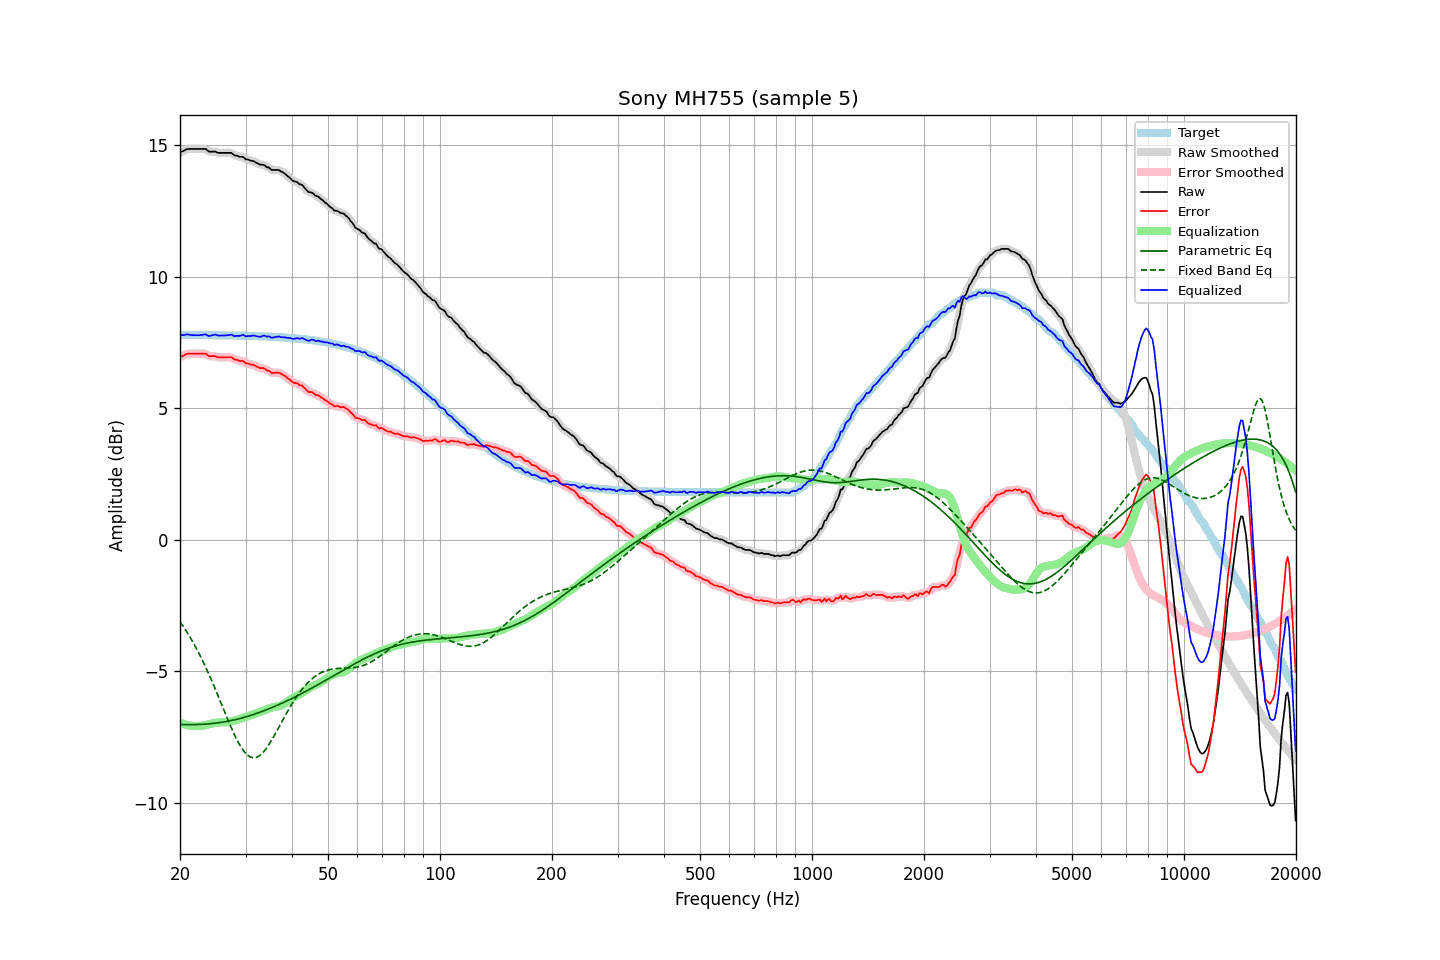 Sony MH755 (sample 5)
Target
Raw Smoothed
Error Smoothed
Raw
Error
Equalization
Parametric Eq
Fixed Band Eq
Equalized
15
10
5
0
−5
−10
Amplitude (dBr)
20 50 100 200 500 1000 2000 5000 10000 20000
Frequency (Hz)